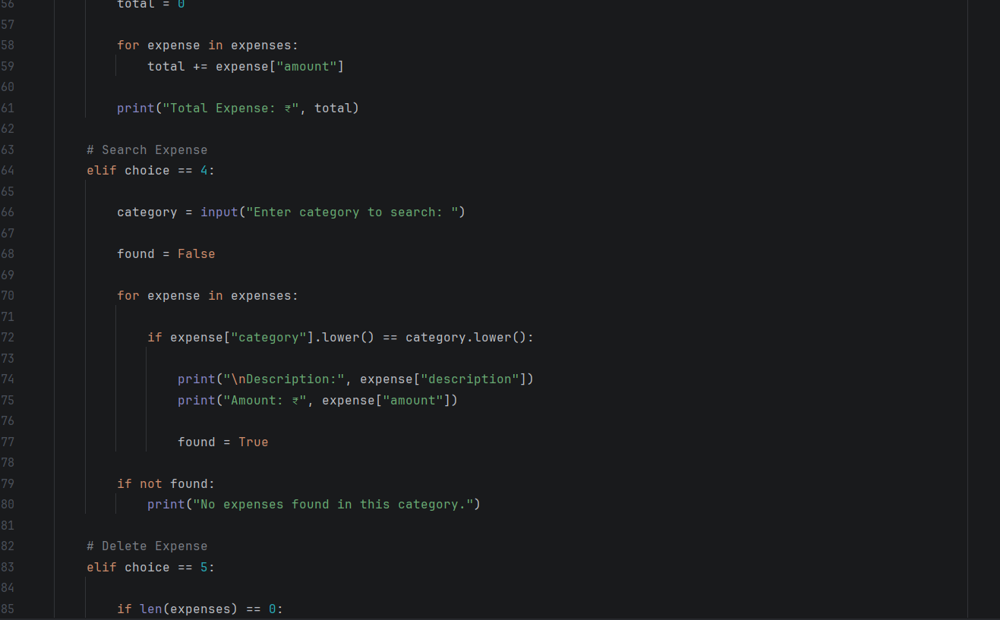 56 total = 0
57
58 for expense in expenses:
59 total += expense["amount"]
60
61 print("Total Expense: ₹", total)
62
63 # Search Expense
64 elif choice == 4:
65
66 category = input("Enter category to search: ")
67
68 found = False
69
70 for expense in expenses:
71
72 if expense["category"].lower() == category.lower():
73
74 print("\nDescription:", expense["description"])
75 print("Amount: ₹", expense["amount"])
76
77 found = True
78
79 if not found:
80 print("No expenses found in this category.")
81
82 # Delete Expense
83 elif choice == 5:
84
85 if len(expenses) == 0: